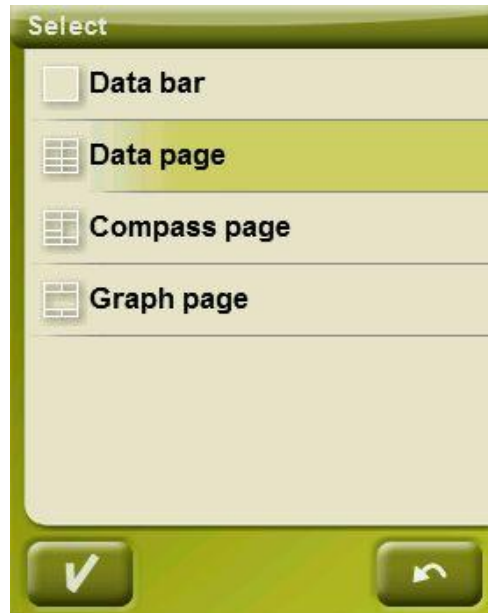 Select
Data bar
Data page
Compass page
Graph page